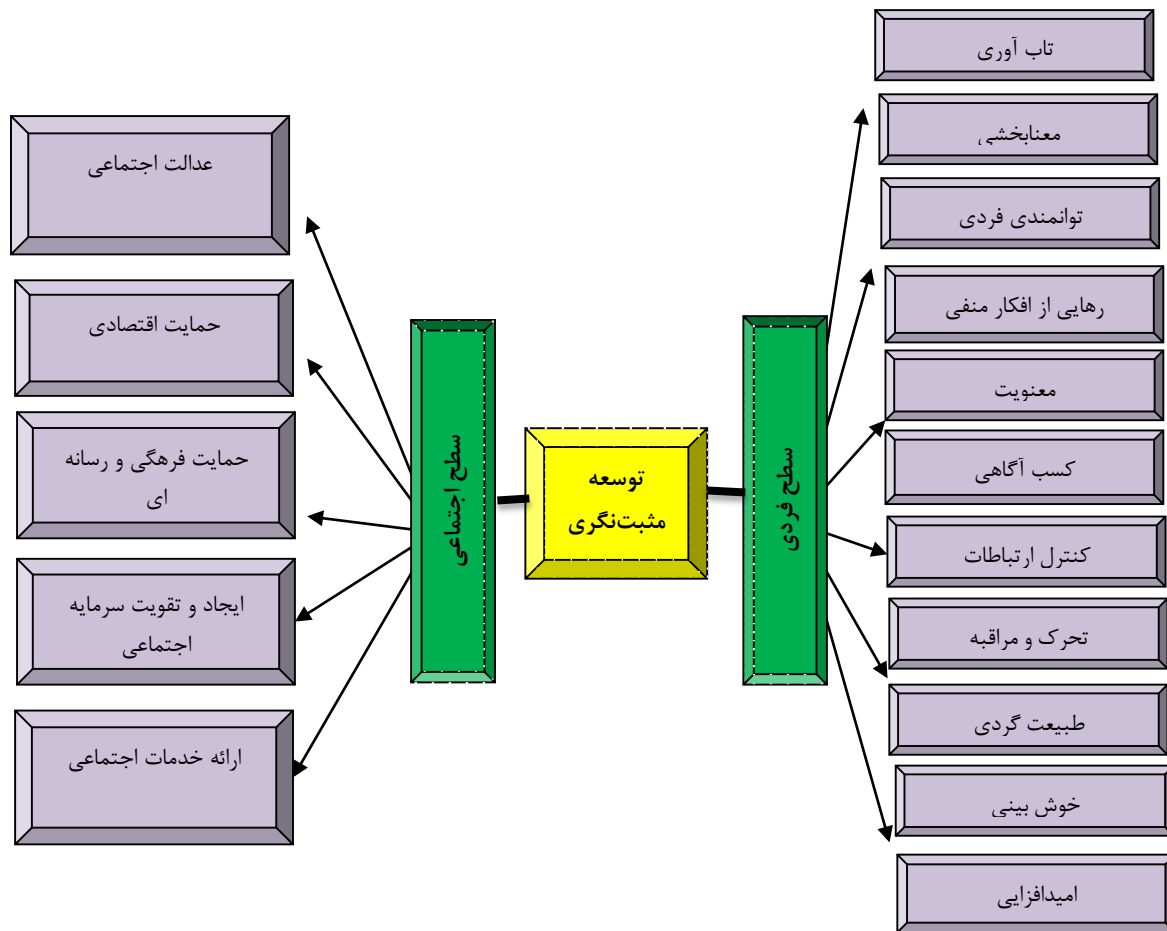 تاب آوری
معنابخشی
توانمندی فردی
رهایی از افکار منفی
معنویت
کسب آگاهی
کنترل ارتباطات
تحرک و مراقبه
طبیعت گردی
خوش بینی
امیدافزایی
سطح فردی
توسعه
مثبت‌نگری
سطح اجتماعی
عدالت اجتماعی
حمایت اقتصادی
حمایت فرهگی و رسانه
ای
ایجاد و تقویت سرمایه
اجتماعی
ارائه خدمات اجتماعی